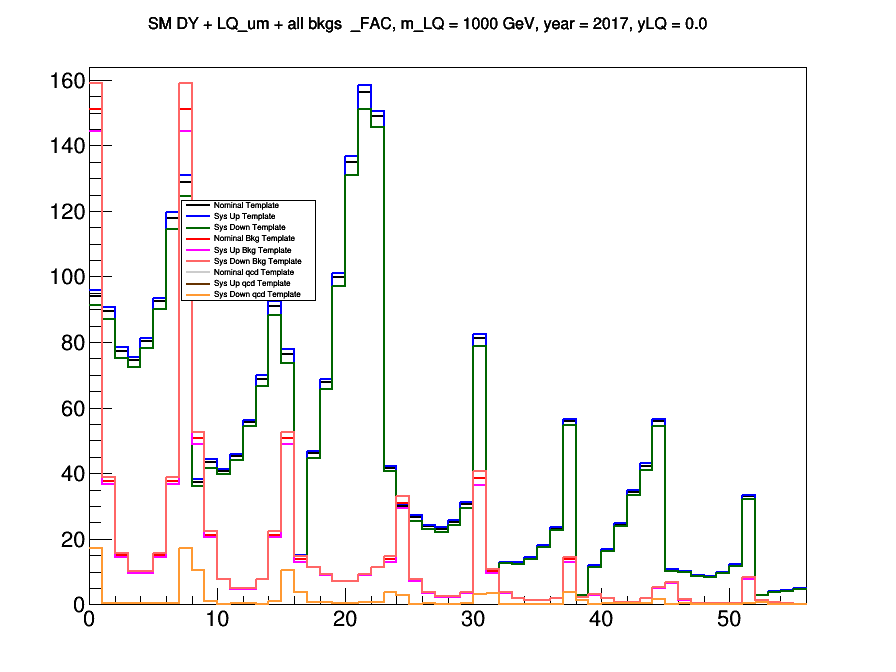 SM DY + LQ_um + all bkgs _FAC, m_LQ = 1000 GeV, year = 2017, yLQ = 0.0
160
140
120
100
80
60
40
20
0
Nominal Template
Sys Up Template
Sys Down Template
Nominal Bkg Template
Sys Up Bkg Template
Sys Down Bkg Template
Nominal qcd Template
Sys Up qcd Template
Sys Down qcd Template
0 10 20 30 40 50